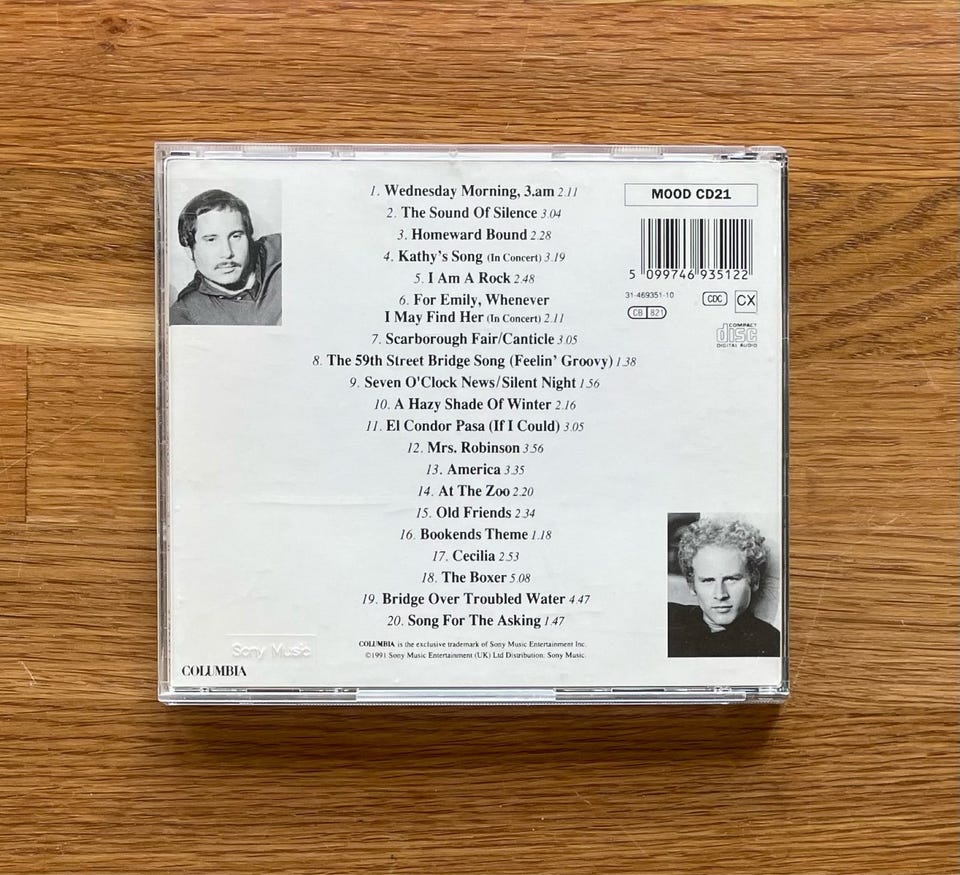 1. Wednesday Morning, 3.am 2.11
2. The Sound Of Silence 3.04
3. Homeward Bound 2.28
4. Kathy's Song (In Concert) 3.19
5. I Am A Rock 2.48
6. For Emily, Whenever
I May Find Her (In Concert) 2.11
7. Scarborough Fair/Canticle 3.05
8. The 59th Street Bridge Song (Feelin' Groovy) 1.38
9. Seven O'Clock News/Silent Night 1.56
10. A Hazy Shade Of Winter 2.16
11. El Condor Pasa (If I Could) 3.05
12. Mrs. Robinson 3.56
13. America 3.35
14. At The Zoo 2.20
15. Old Friends 2.34
16. Bookends Theme 1.18
17. Cecilia 2.53
18. The Boxer 5.08
19. Bridge Over Troubled Water 4.47
20. Song For The Asking 1.47
COLUMBIA is the exclusive trademark of Sony Music Entertainment Inc.
©1991 Sony Music Entertainment (UK) Ltd Distribution: Sony Music.
MOOD CD21
5 099746 935122
31-469351-10 CDC CX
CB 821
COMPACT
disc
DIGITAL AUDIO
Sony Music
COLUMBIA